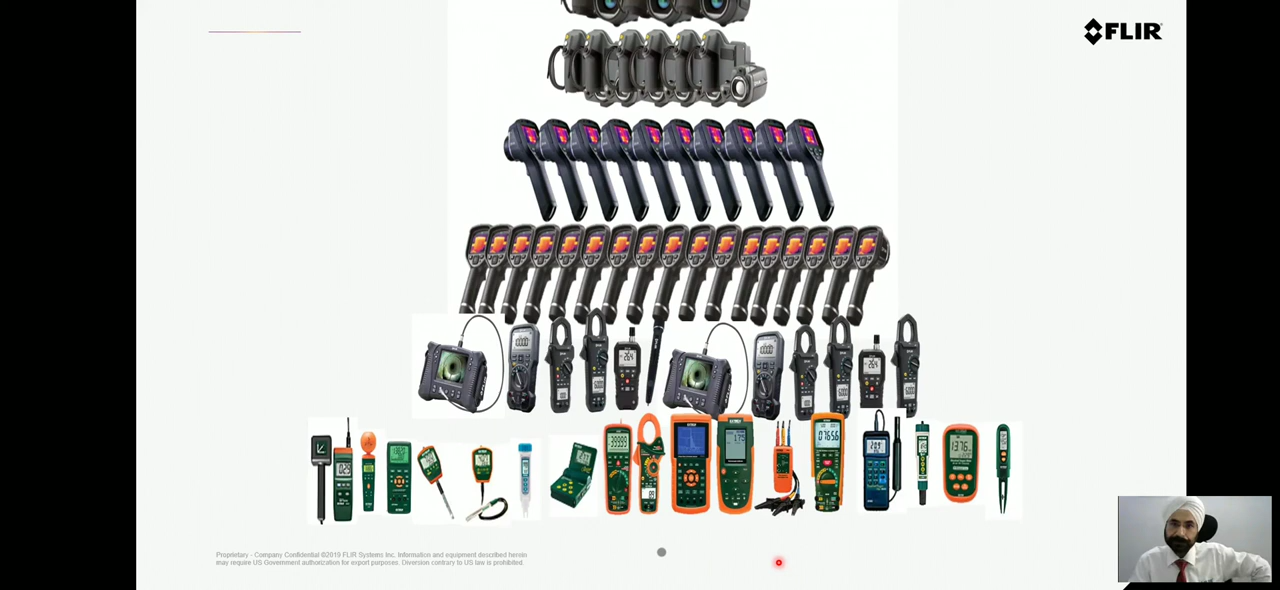 FLIR
Proprietary - Company Confidential ©2019 FLIR Systems Inc. Information and equipment described herein
may require US Government authorization for export purposes. Diversion contrary to US law is prohibited.